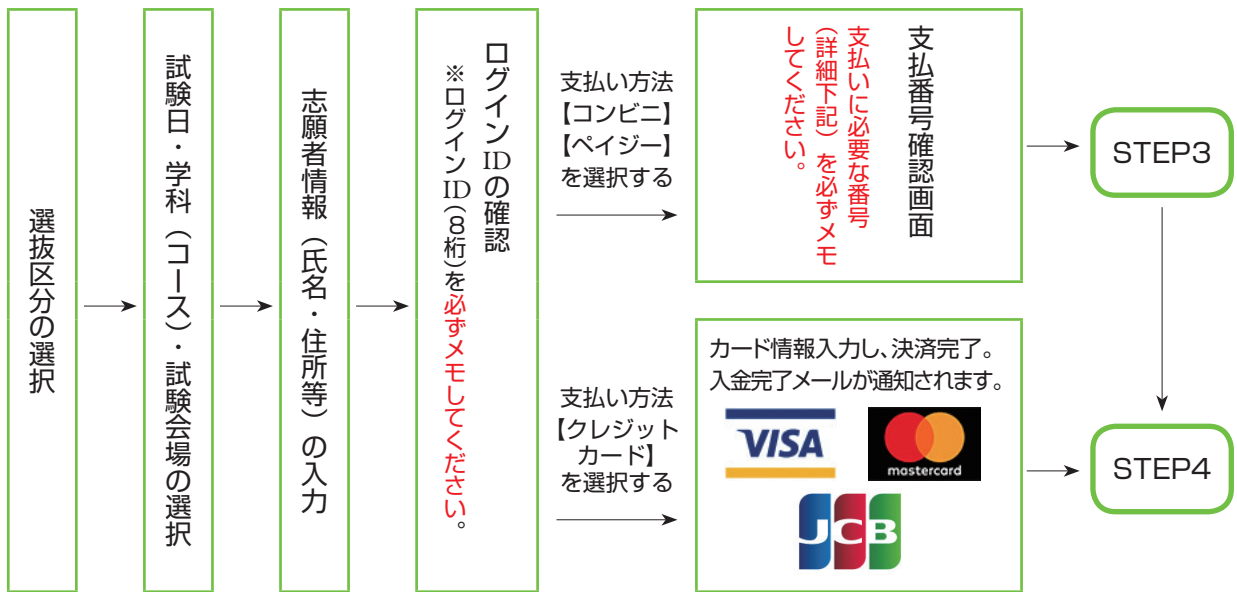 選抜区分の選択
試験日・学科（コース）・試験会場の選択
志願者情報（氏名・住所等）の入力
ログインIDの確認
※ログインID（8桁）を必ずメモしてください。
支払い方法
【コンビニ】
【ペイジー】
を選択する
支払番号確認画面
支払いに必要な番号
（詳細下記）を必ずメモ
してください。
STEP3
支払い方法
【クレジット
カード】
を選択する
カード情報入力し、決済完了。
入金完了メールが通知されます。
VISA
mastercard
JCB
STEP4